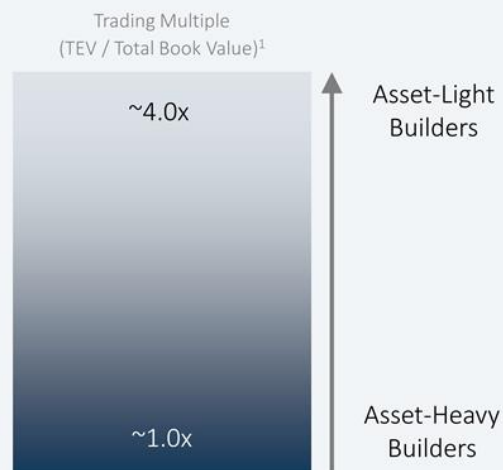 Trading Multiple
(TEV / Total Book Value)¹
~4.0x
Asset-Light
Builders
~1.0x
Asset-Heavy
Builders